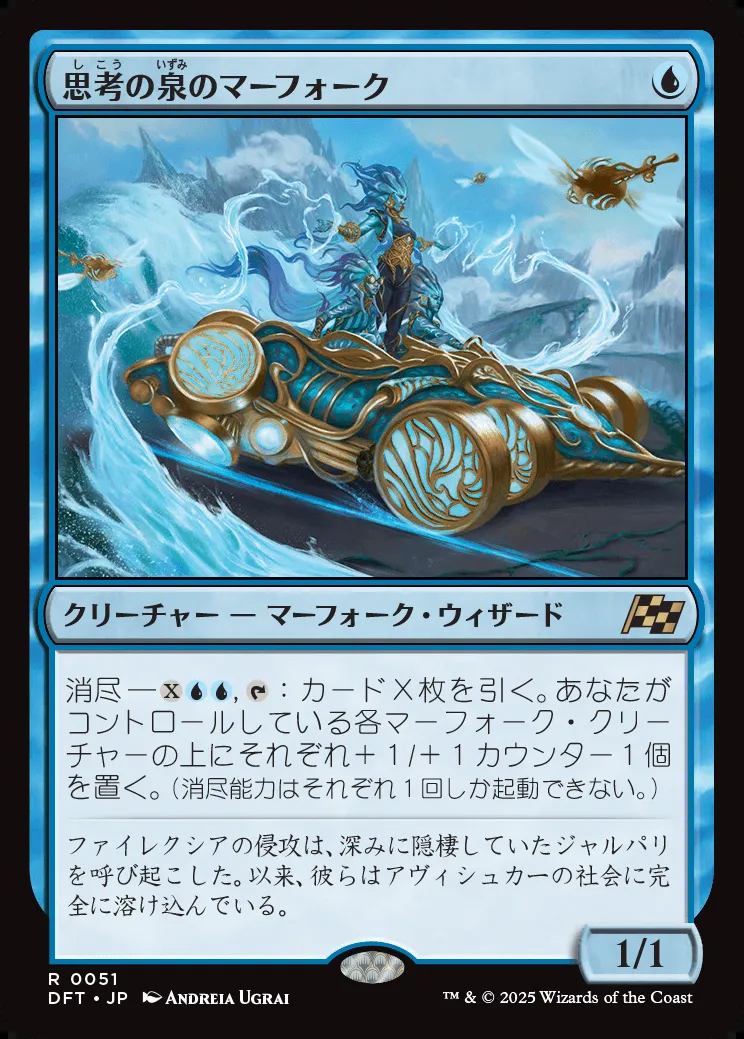 思考の泉のマーフォーク
クリーチャー — マーフォーク・ウィザード
消尽 — X, : カードX枚を引く。あなたが
コントロールしている各マーフォーク・クリー
チャーの上にそれぞれ+1/+1カウンター1個
を置く。(消尽能力はそれぞれ1回しか起動できない。)
ファイレクシアの侵攻は、深みに隠棲していたジャルパリ
を呼び起こした。以来、彼らはアヴィシュカーの社会に完
全に溶け込んでいる。
1/1
R 0051
DFT • JP ANDREIA UGRAI
™ & © 2025 Wizards of the Coast